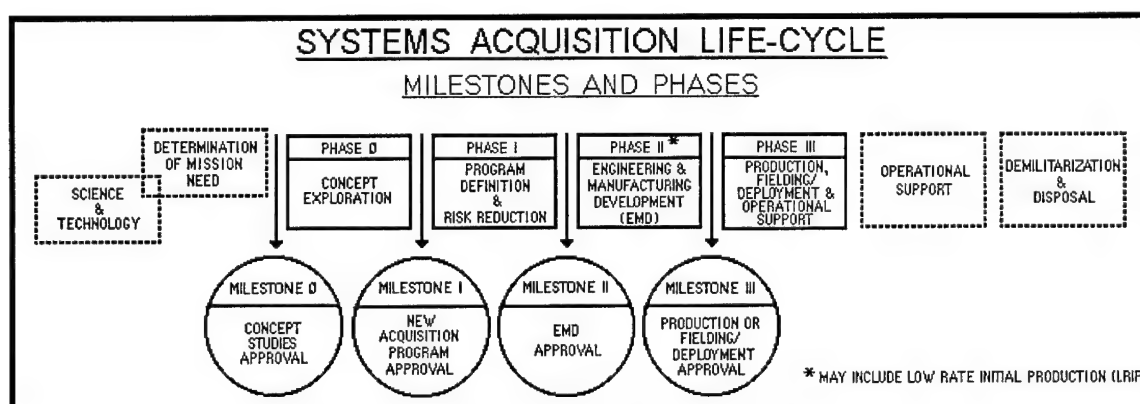 SYSTEMS ACQUISITION LIFE-CYCLE
MILESTONES AND PHASES
SCIENCE
&
TECHNOLOGY
DETERMINATION
OF MISSION
NEED
PHASE Ø
CONCEPT
EXPLORATION
PHASE I
PROGRAM
DEFINITION
&
RISK REDUCTION
PHASE II *
ENGINEERING &
MANUFACTURING
DEVELOPMENT
(EMD)
PHASE III
PRODUCTION,
FIELDING/
DEPLOYMENT &
OPERATIONAL
SUPPORT
OPERATIONAL
SUPPORT
DEMILITARIZATION
&
DISPOSAL
MILESTONE Ø
CONCEPT
STUDIES
APPROVAL
MILESTONE I
NEW
ACQUISITION
PROGRAM
APPROVAL
MILESTONE II
EMD
APPROVAL
MILESTONE III
PRODUCTION OR
FIELDING/
DEPLOYMENT
APPROVAL
* MAY INCLUDE LOW RATE INITIAL PRODUCTION (LRIP